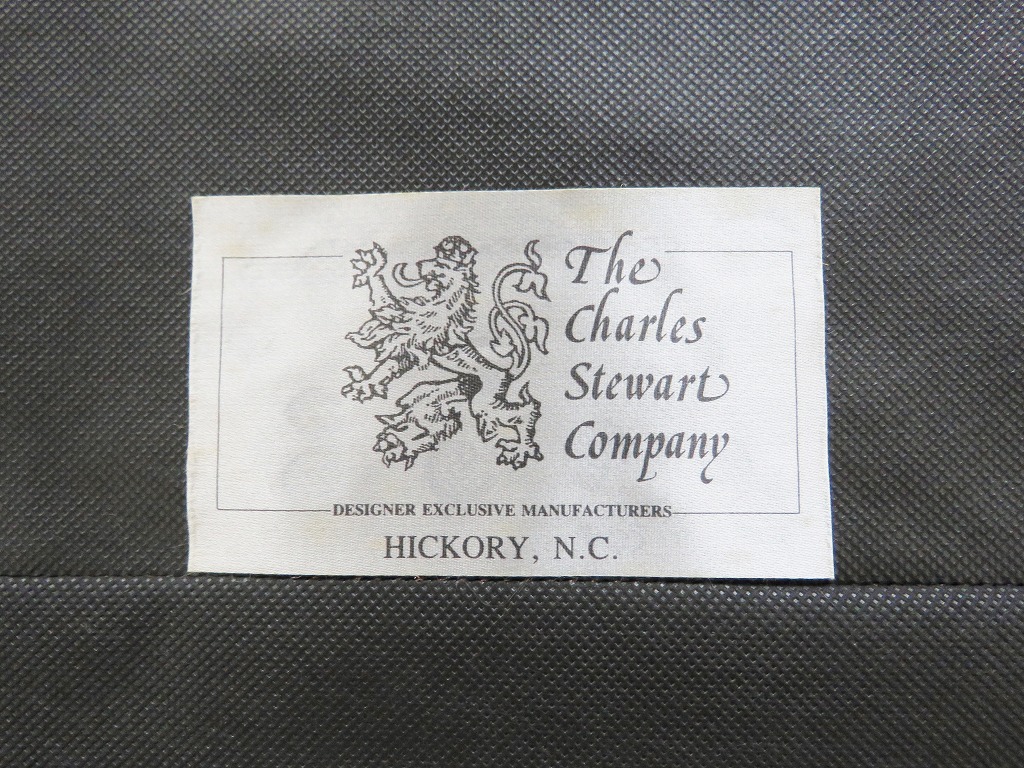 The
Charles
Stewart
Company
DESIGNER EXCLUSIVE MANUFACTURERS
HICKORY, N.C.